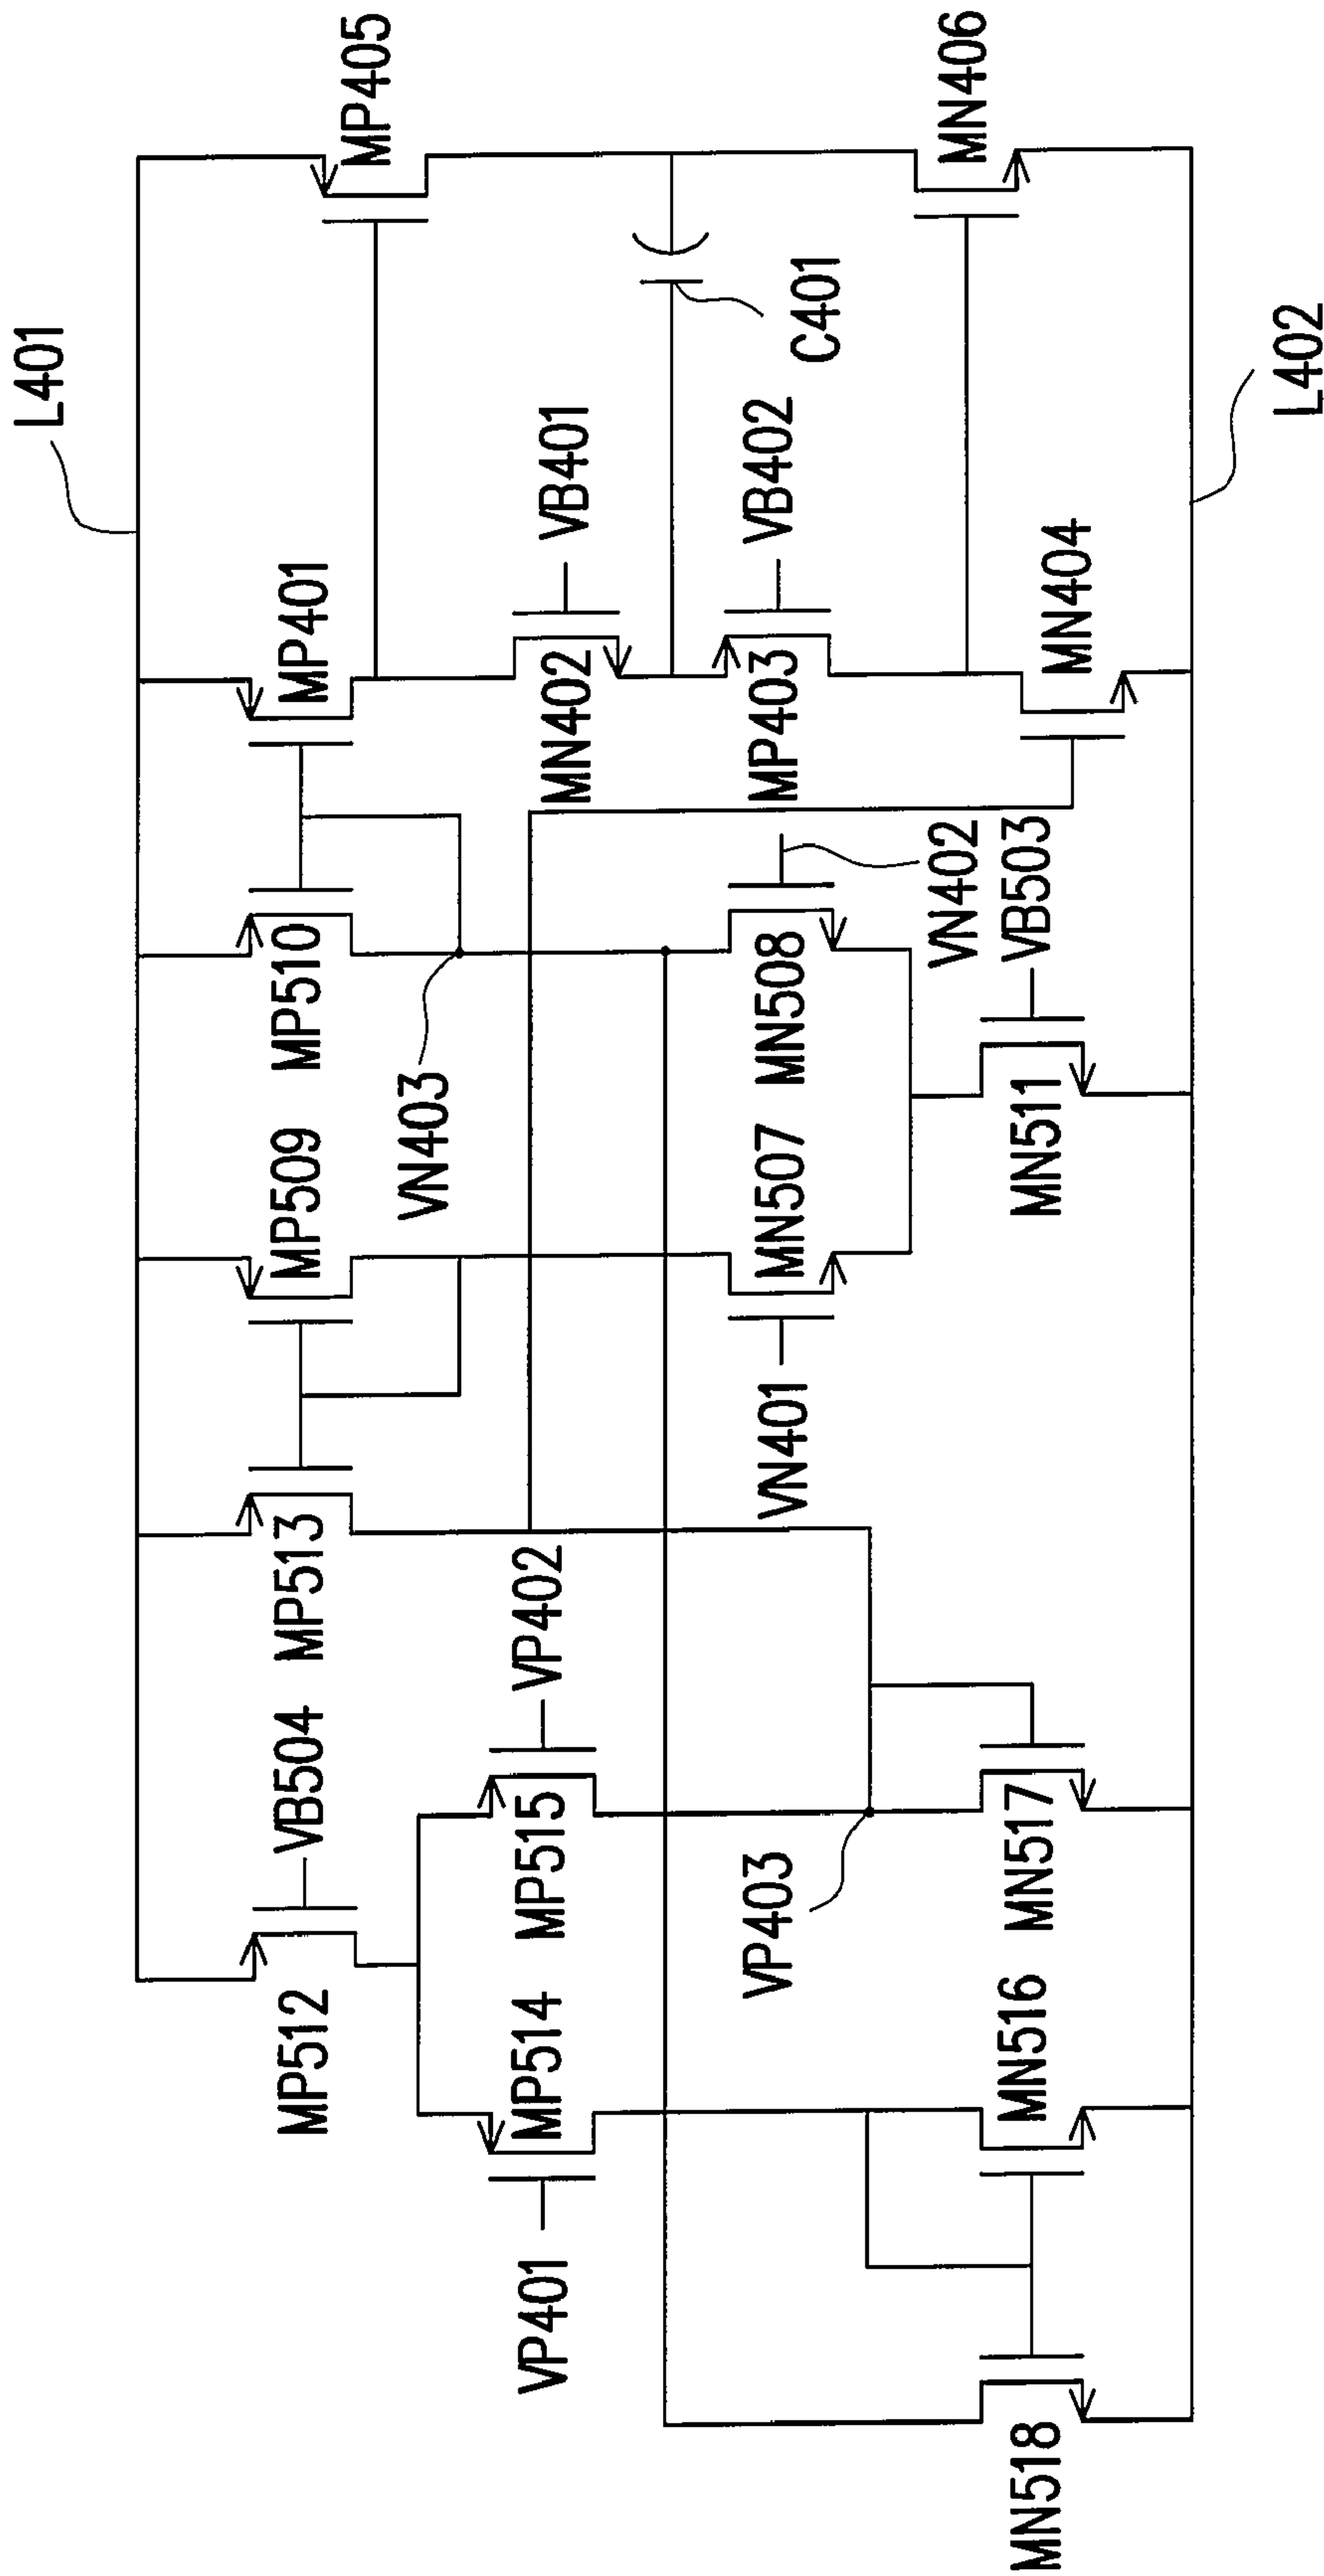 L401
MP405
MP401
MP510
MP509
MP513
VB504
MP512
VN403
VB401
MN402
VP402
MP515
MP514
VP401
C401
VB402
MP403
MN508
MN507
VN401
VP403
VN402
MN406
MN404
VB503
MN511
MN517
MN516
MN518
L402